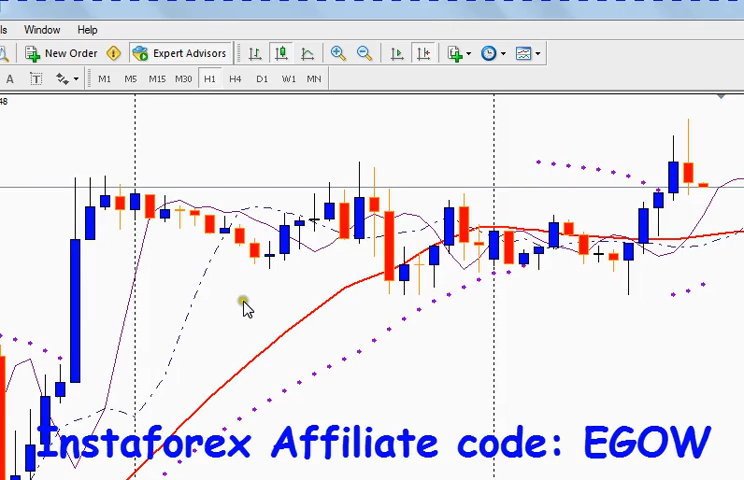 ls Window Help
New Order Expert Advisors
A T M1 M5 M15 M30 H1 H4 D1 W1 MN
48
Instaforex Affiliate code: EGOW